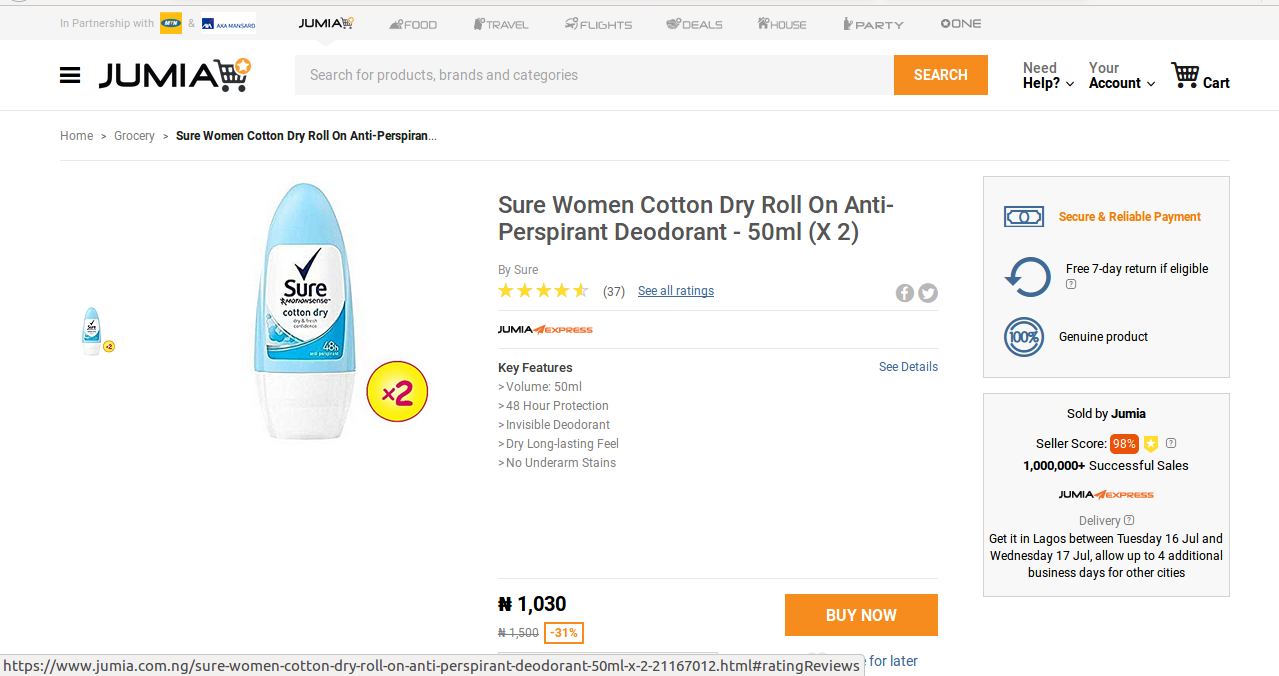 In Partnership with MTN & AXA MANSARD
JUMIA FOOD TRAVEL FLIGHTS DEALS HOUSE PARTY ONE
JUMIA
Search for products, brands and categories
SEARCH
Need
Help?
Your
Account
Cart
Home > Grocery > Sure Women Cotton Dry Roll On Anti-Perspiran...
Sure
MOTIONSENSE
cotton dry
dry & fresh
confidence
48h
anti-perspirant
x2
Sure
x2
Sure Women Cotton Dry Roll On Anti-
Perspirant Deodorant - 50ml (X 2)
By Sure
(37) See all ratings
JUMIA EXPRESS
Key Features
See Details
> Volume: 50ml
> 48 Hour Protection
> Invisible Deodorant
> Dry Long-lasting Feel
> No Underarm Stains
₦ 1,030
₦ 1,500 -31%
BUY NOW
for later
Secure & Reliable Payment
Free 7-day return if eligible
?
100%
Genuine product
Sold by Jumia
Seller Score: 98% ?
1,000,000+ Successful Sales
JUMIA EXPRESS
Delivery ?
Get it in Lagos between Tuesday 16 Jul and
Wednesday 17 Jul, allow up to 4 additional
business days for other cities
https://www.jumia.com.ng/sure-women-cotton-dry-roll-on-anti-perspirant-deodorant-50ml-x-2-21167012.html#ratingReviews